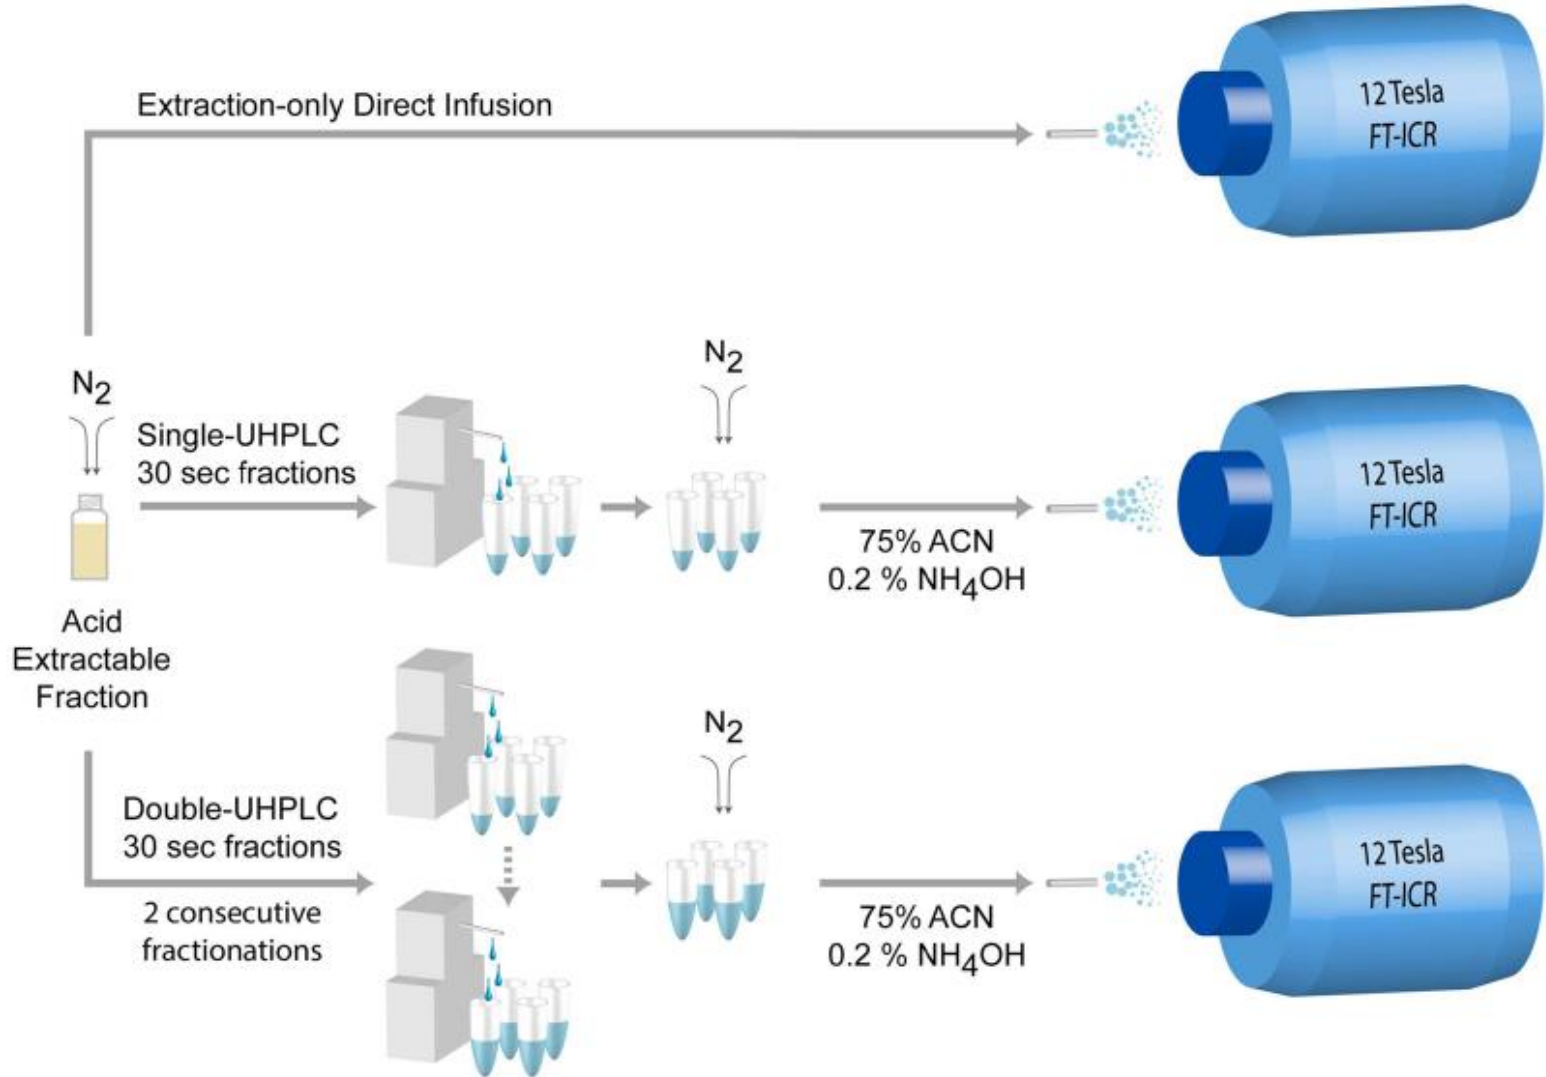 Extraction-only Direct Infusion
12 Tesla
FT-ICR
N2
Single-UHPLC
30 sec fractions
N2
75% ACN
0.2 % NH4OH
12 Tesla
FT-ICR
Acid
Extractable
Fraction
Double-UHPLC
30 sec fractions
2 consecutive
fractionations
N2
75% ACN
0.2 % NH4OH
12 Tesla
FT-ICR